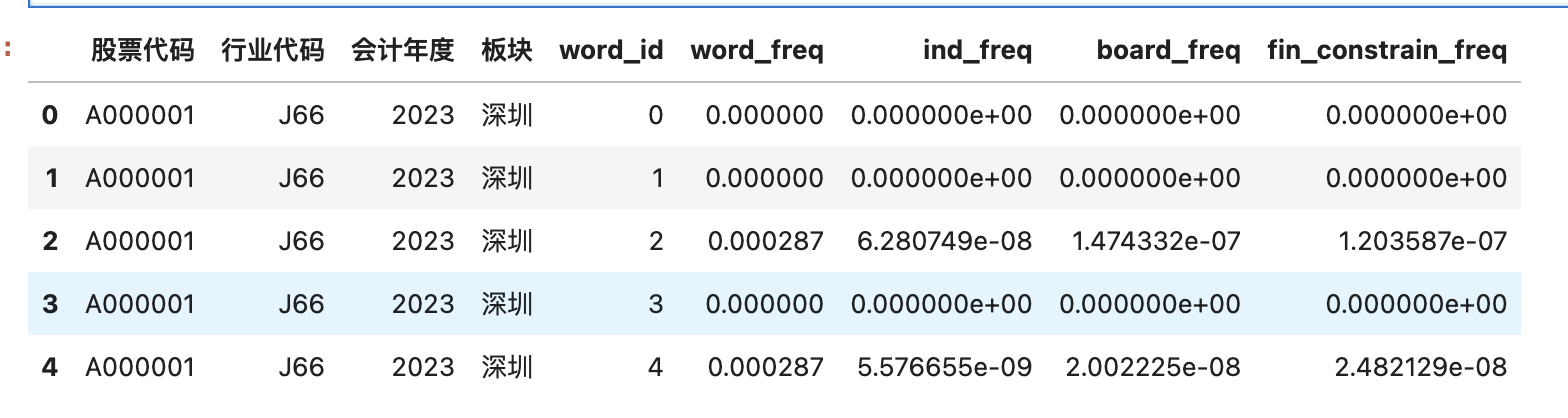 :
股票代码 行业代码 会计年度 板块 word_id word_freq ind_freq board_freq fin_constrain_freq
0 A000001 J66 2023 深圳 0 0.000000 0.000000e+00 0.000000e+00 0.000000e+00
1 A000001 J66 2023 深圳 1 0.000000 0.000000e+00 0.000000e+00 0.000000e+00
2 A000001 J66 2023 深圳 2 0.000287 6.280749e-08 1.474332e-07 1.203587e-07
3 A000001 J66 2023 深圳 3 0.000000 0.000000e+00 0.000000e+00 0.000000e+00
4 A000001 J66 2023 深圳 4 0.000287 5.576655e-09 2.002225e-08 2.482129e-08